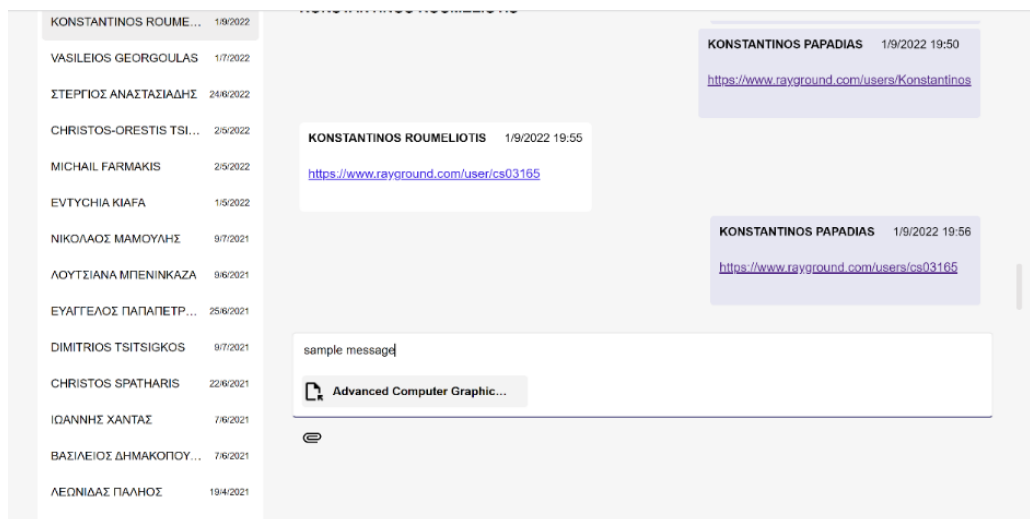 KONSTANTINOS ROUME... 1/9/2022
VASILEIOS GEORGOULAS 1/7/2022
ΣΤΕΡΓΙΟΣ ΑΝΑΣΤΑΣΙΑΔΗΣ 24/6/2022
CHRISTOS-ORESTIS TSI... 2/5/2022
MICHAIL FARMAKIS 2/5/2022
EVTYCHIA KIAFA 1/5/2022
ΝΙΚΟΛΑΟΣ ΜΑΜΟΥΛΗΣ 9/7/2021
ΛΟΥΤΣΙΑΝΑ ΜΠΕΝΙΝΚΑΖΑ 9/6/2021
ΕΥΑΓΓΕΛΟΣ ΠΑΠΑΠΕΤΡ... 25/6/2021
DIMITRIOS TSITSIGKOS 9/7/2021
CHRISTOS SPATHARIS 22/6/2021
ΙΩΑΝΝΗΣ ΧΑΝΤΑΣ 7/6/2021
ΒΑΣΙΛΕΙΟΣ ΔΗΜΑΚΟΠΟΥ... 7/6/2021
ΛΕΩΝΙΔΑΣ ΠΑΛΗΟΣ 19/4/2021
KONSTANTINOS ROUMELIOTIS
KONSTANTINOS PAPADIAS 1/9/2022 19:50
https://www.rayground.com/users/Konstantinos
KONSTANTINOS ROUMELIOTIS 1/9/2022 19:55
https://www.rayground.com/user/cs03165
KONSTANTINOS PAPADIAS 1/9/2022 19:56
https://www.rayground.com/users/cs03165
sample message
Advanced Computer Graphic...